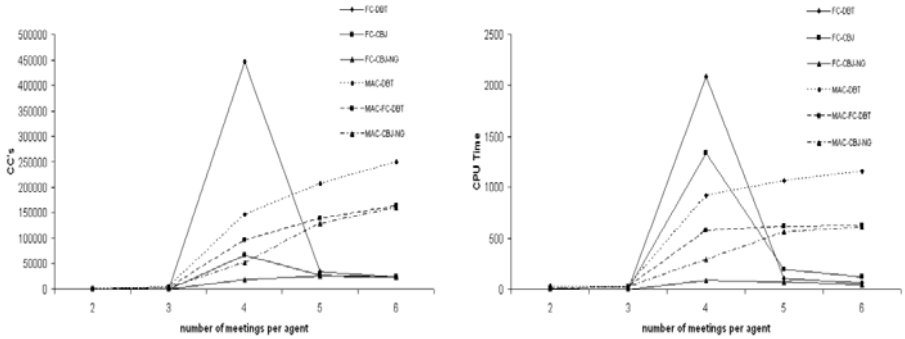 FC-DBT
FC-CBJ
FC-CBJ-NG
MAC-DBT
MAC-FC-DBT
MAC-CBJ-NG
500000
450000
400000
350000
300000
250000
200000
150000
100000
50000
0
CC's
2 3 4 5 6
number of meetings per agent
FC-DBT
FC-CBJ
FC-CBJ-NG
MAC-DBT
MAC-FC-DBT
MAC-CBJ-NG
2500
2000
1500
1000
500
0
CPU Time
2 3 4 5 6
number of meetings per agent